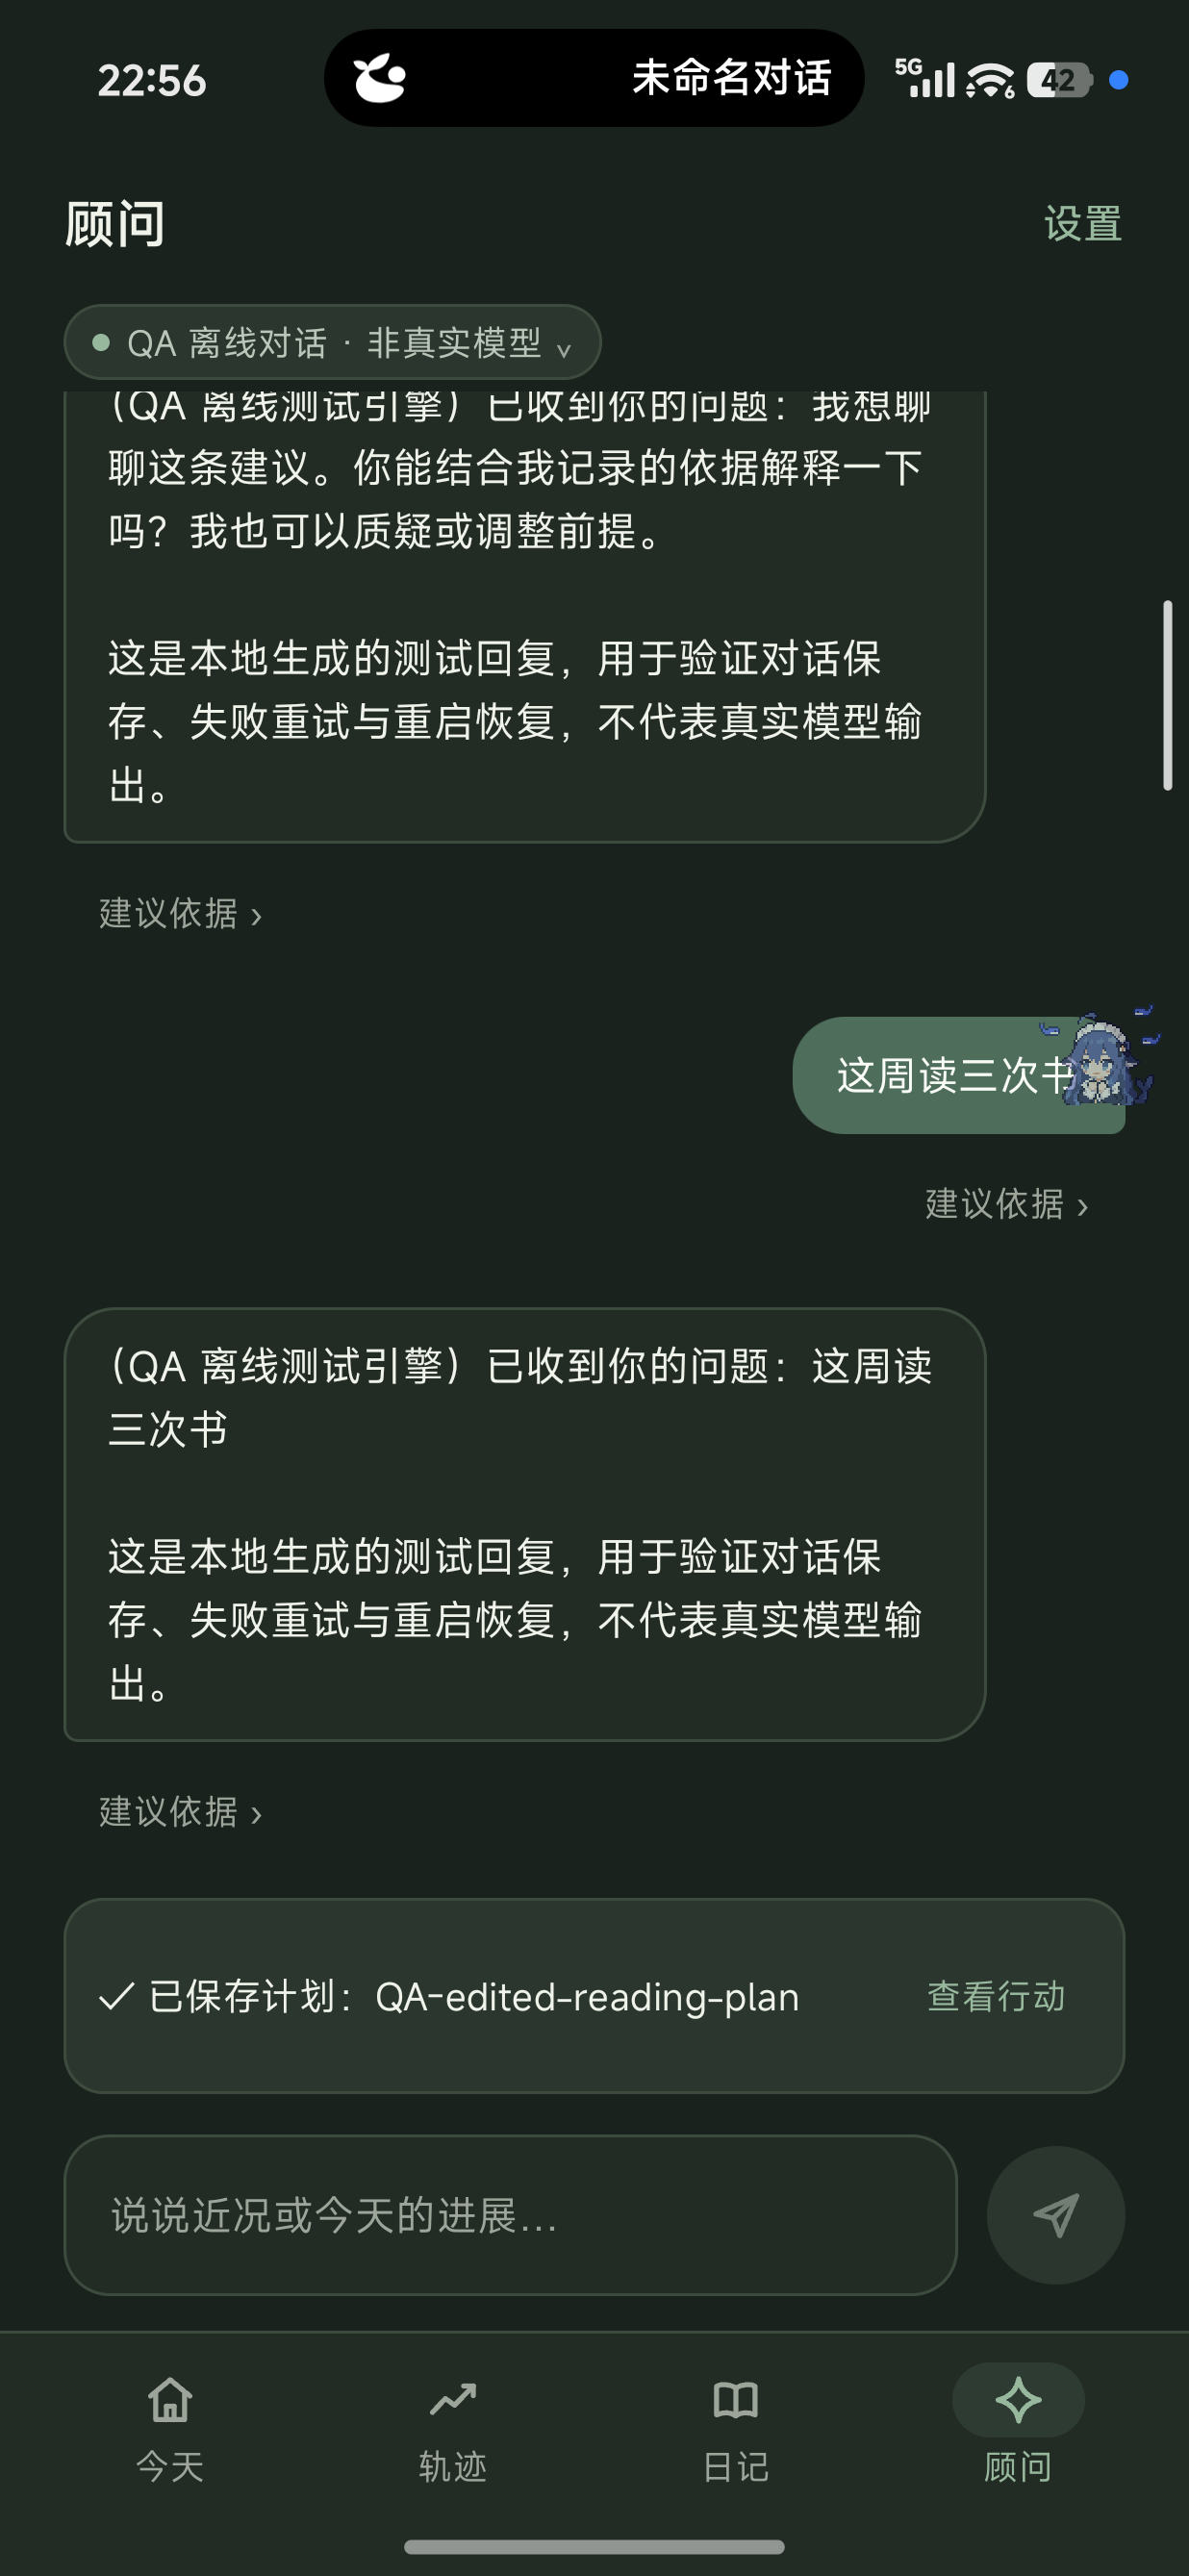 22:56
未命名对话
5G
6
42
顾问
设置
QA 离线对话 · 非真实模型
(QA 离线测试引擎) 已收到你的问题: 我想聊
聊这条建议。你能结合我记录的依据解释一下
吗? 我也可以质疑或调整前提。
这是本地生成的测试回复, 用于验证对话保
存、失败重试与重启恢复, 不代表真实模型输
出。
建议依据 ›
这周读三次书
建议依据 ›
(QA 离线测试引擎) 已收到你的问题: 这周读
三次书
这是本地生成的测试回复, 用于验证对话保
存、失败重试与重启恢复, 不代表真实模型输
出。
建议依据 ›
已保存计划: QA-edited-reading-plan
查看行动
说说近况或今天的进展...
今天
轨迹
日记
顾问